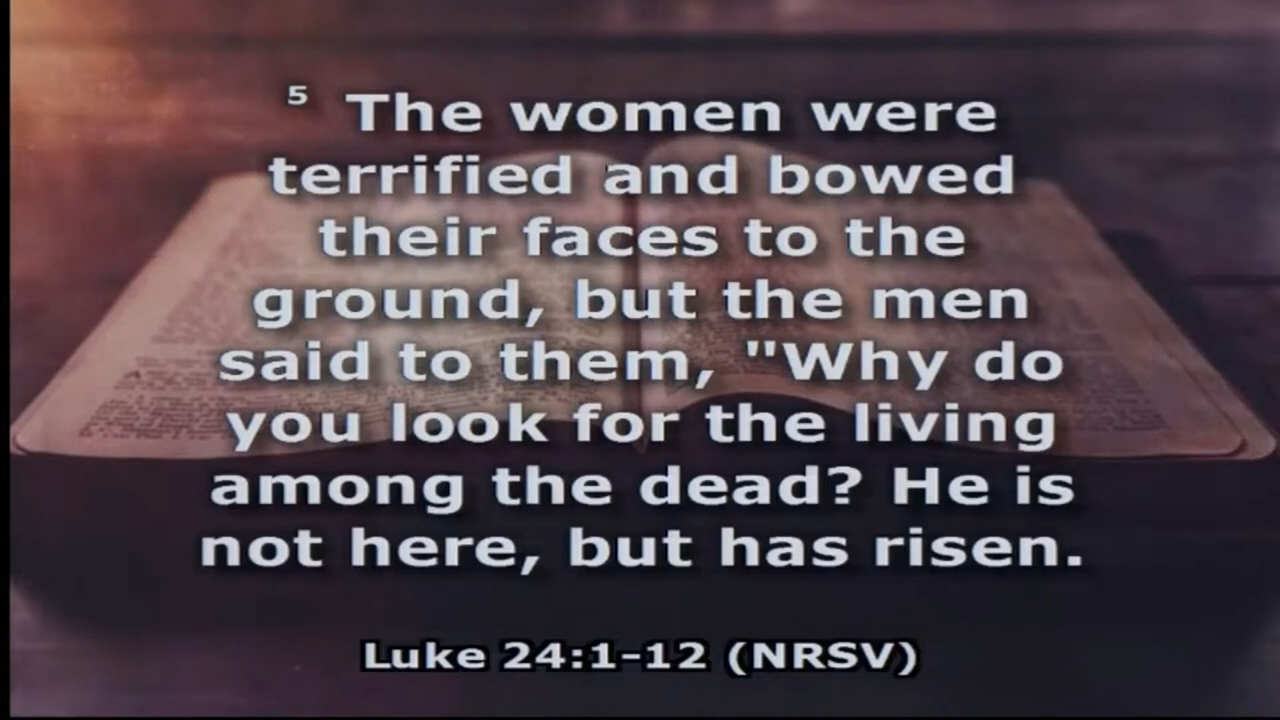 5 The women were
terrified and bowed
their faces to the
ground, but the men
said to them, "Why do
you look for the living
among the dead? He is
not here, but has risen.
Luke 24:1-12 (NRSV)